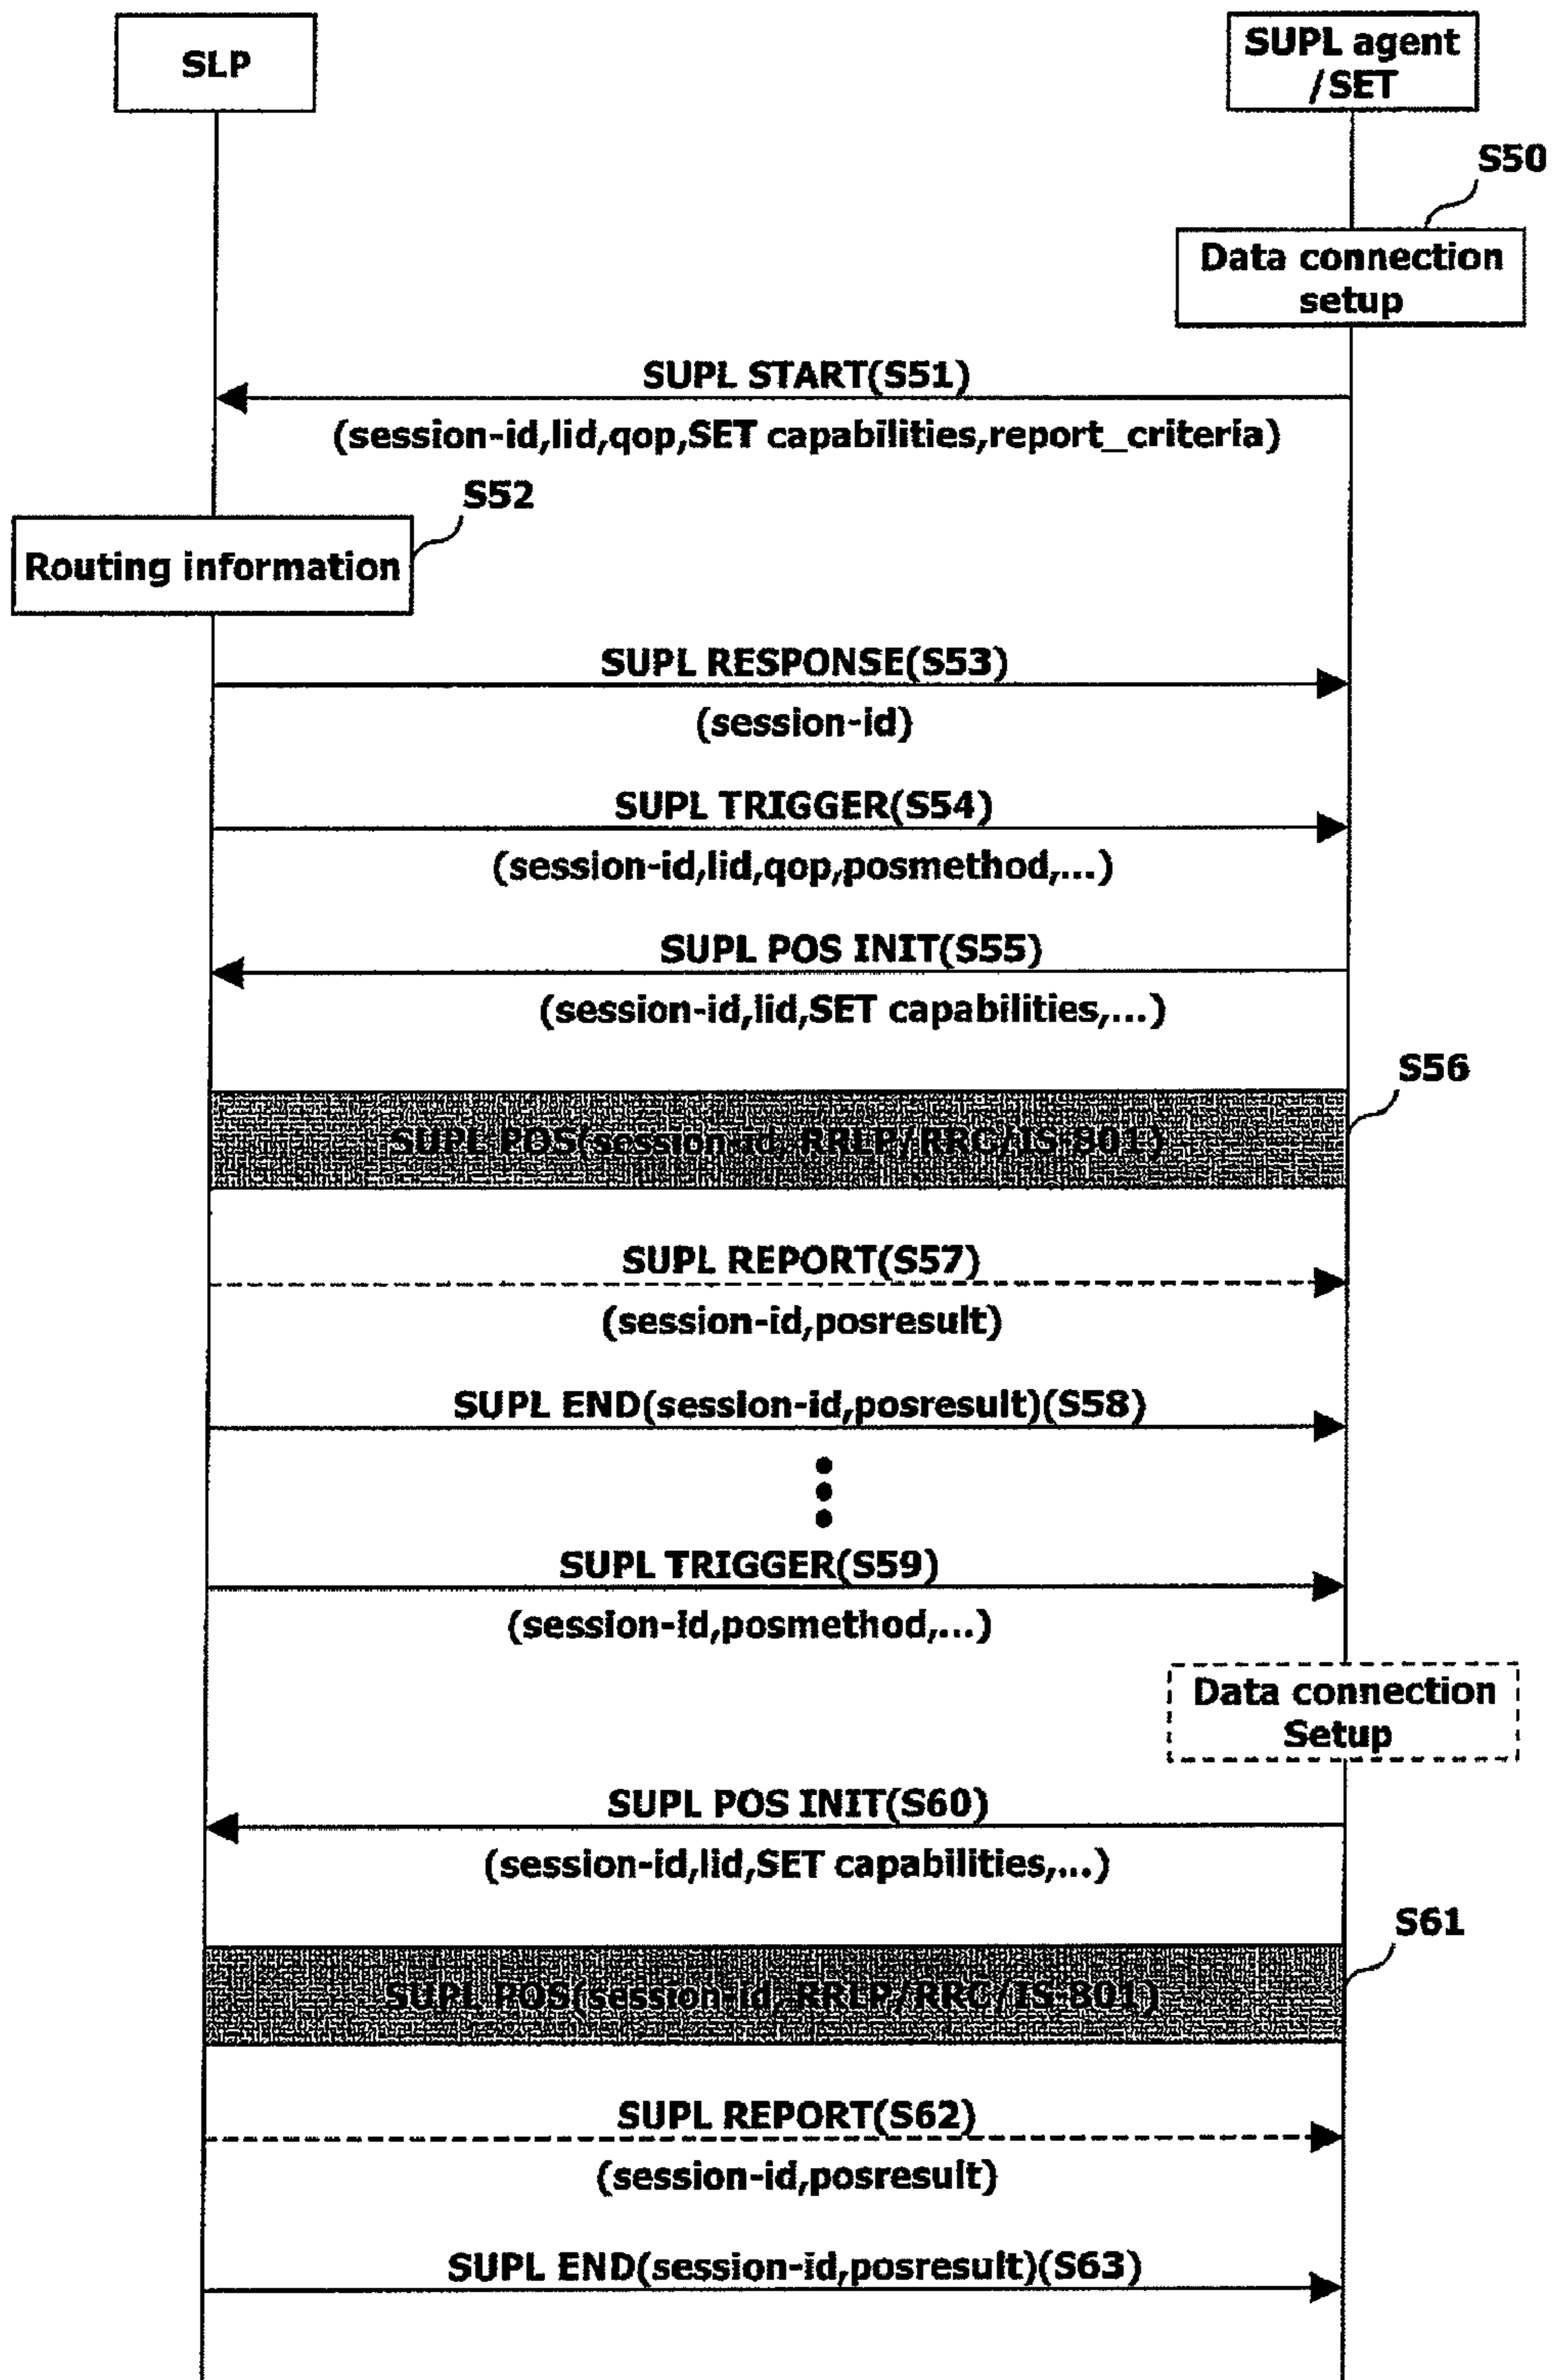 SLP
SUPL agent
/SET
S50
Data connection
setup
SUPL START(S51)
(session-id,lid,qop,SET capabilities,report_criteria)
S52
Routing information
SUPL RESPONSE(S53)
(session-id)
SUPL TRIGGER(S54)
(session-id,lid,qop,posmethod,...)
SUPL POS INIT(S55)
(session-id,lid,SET capabilities,...)
S56
SUPL POS(session-id, RRLP/RRC/IS-801)
SUPL REPORT(S57)
(session-id,posresult)
SUPL END(session-id,posresult)(S58)
SUPL TRIGGER(S59)
(session-id,posmethod,...)
Data connection
Setup
SUPL POS INIT(S60)
(session-id,lid,SET capabilities,...)
S61
SUPL POS(session-id, RRLP/RRC/IS-801)
SUPL REPORT(S62)
(session-id,posresult)
SUPL END(session-id,posresult)(S63)